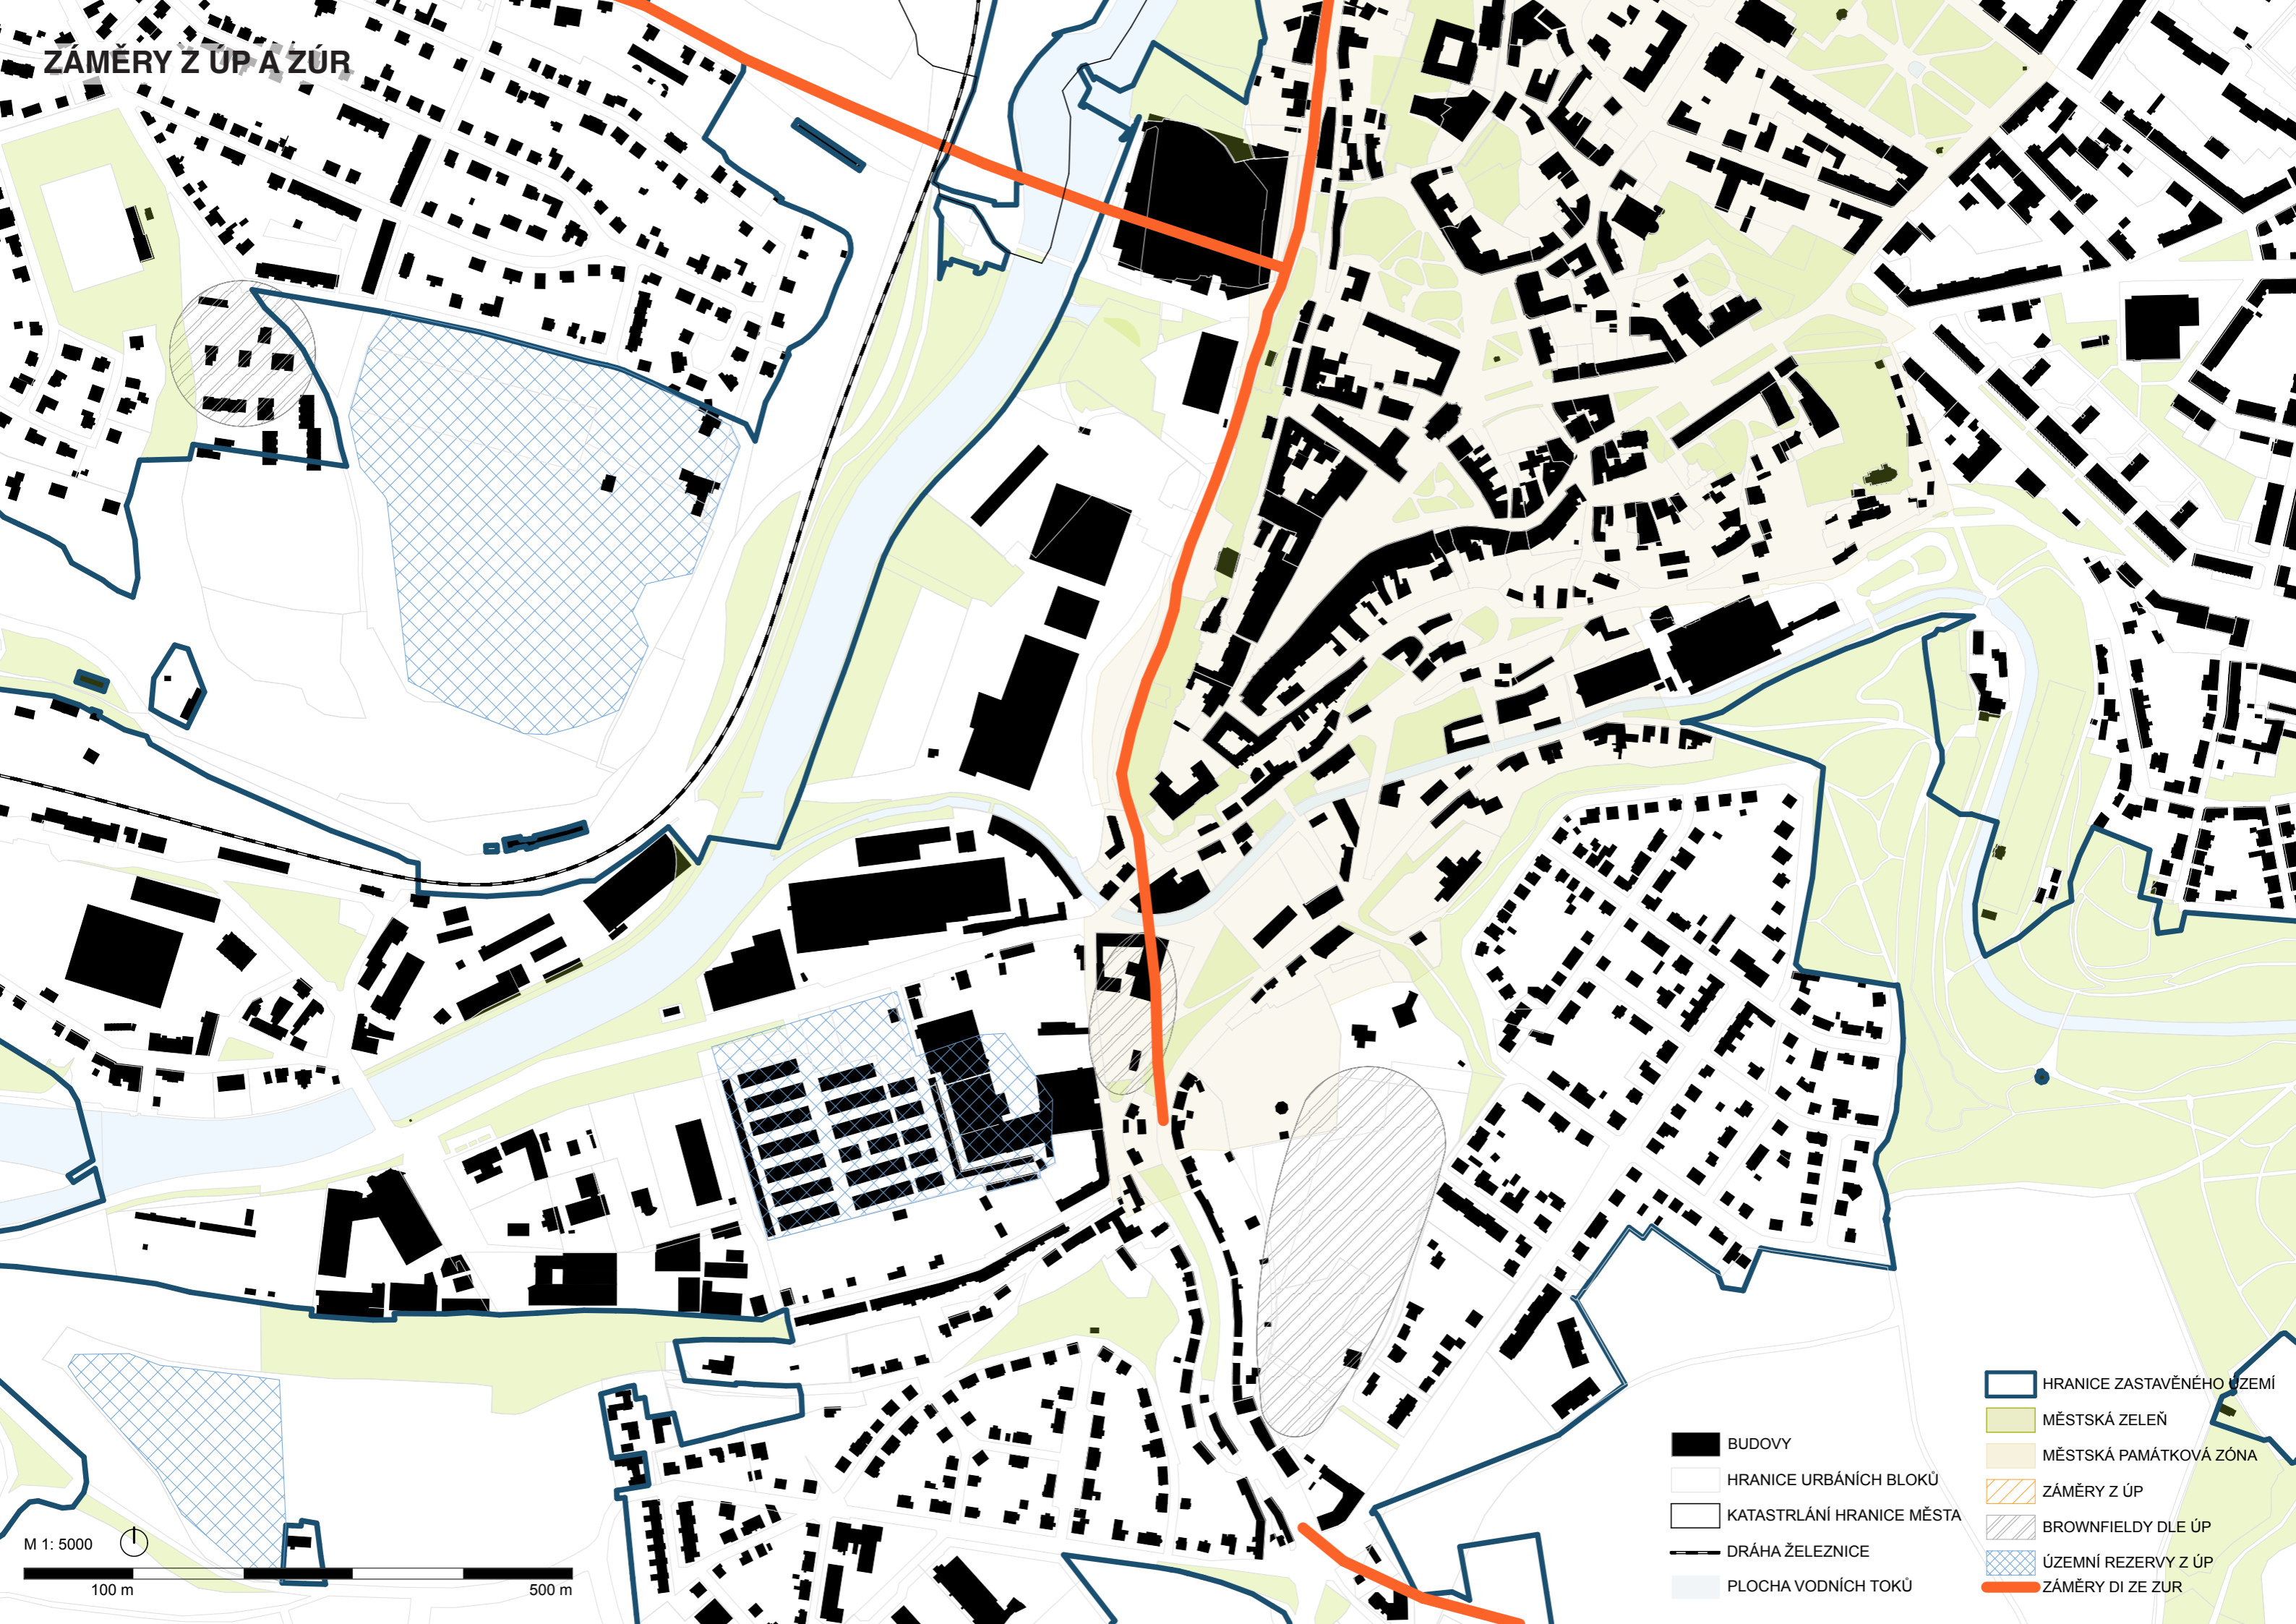 ZÁMĚRY Z ÚP A ZÚR
BUDOVY
HRANICE URBÁNÍCH BLOKŮ
KATASTRLÁNÍ HRANICE MĚSTA
DRÁHA ŽELEZNICE
PLOCHA VODNÍCH TOKŮ
HRANICE ZASTAVĚNÉHO ÚZEMÍ
MĚSTSKÁ ZELEŇ
MĚSTSKÁ PAMÁTKOVÁ ZÓNA
ZÁMĚRY Z ÚP
BROWNFIELDY DLE ÚP
ÚZEMNÍ REZERVY Z ÚP
ZÁMĚRY DI ZE ZUR
M 1: 5000
100 m
500 m